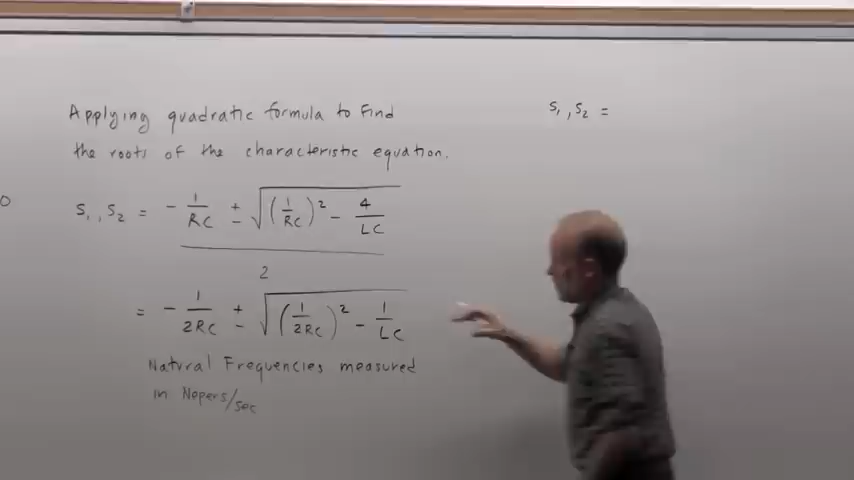 Applying quadratic formula to find
the roots of the characteristic equation.
s₁, s₂ = - 1/RC ± √((1/RC)² - 4/LC)
2
= - 1/2RC ± √((1/2RC)² - 1/LC)
Natural Frequencies measured
in Nepers/sec
s₁, s₂ =
0